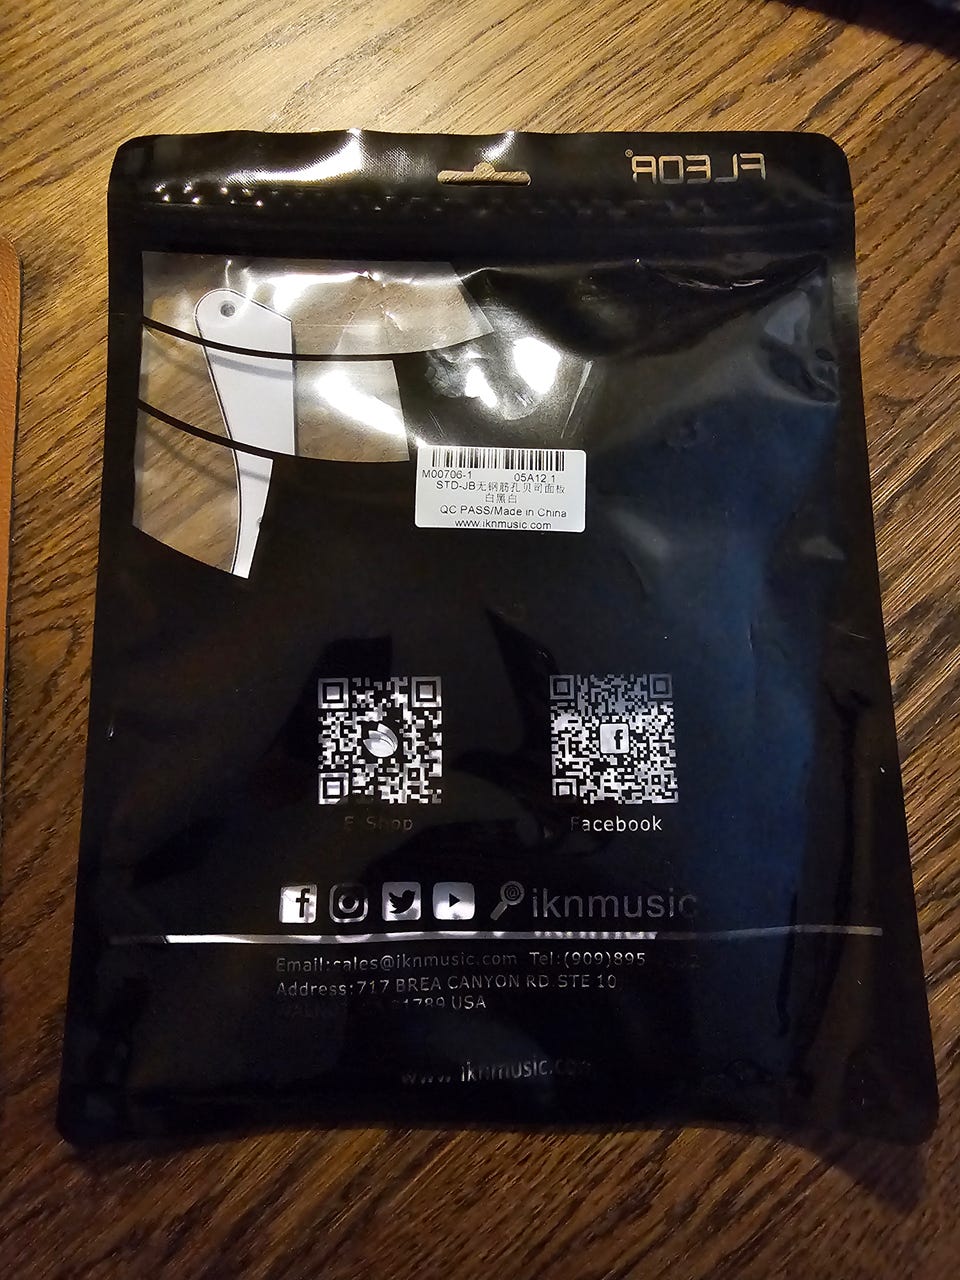 FLEOR®
M00706-1 05A12 1
STD-JB无钢筋孔贝司面板
白黑白
QC PASS/Made in China
www.iknmusic.com
E-Shop
Facebook
iknmusic
Email:sales@iknmusic.com Tel:(909)895
Address:717 BREA CANYON RD STE 10
91789 USA
www.iknmusic.com